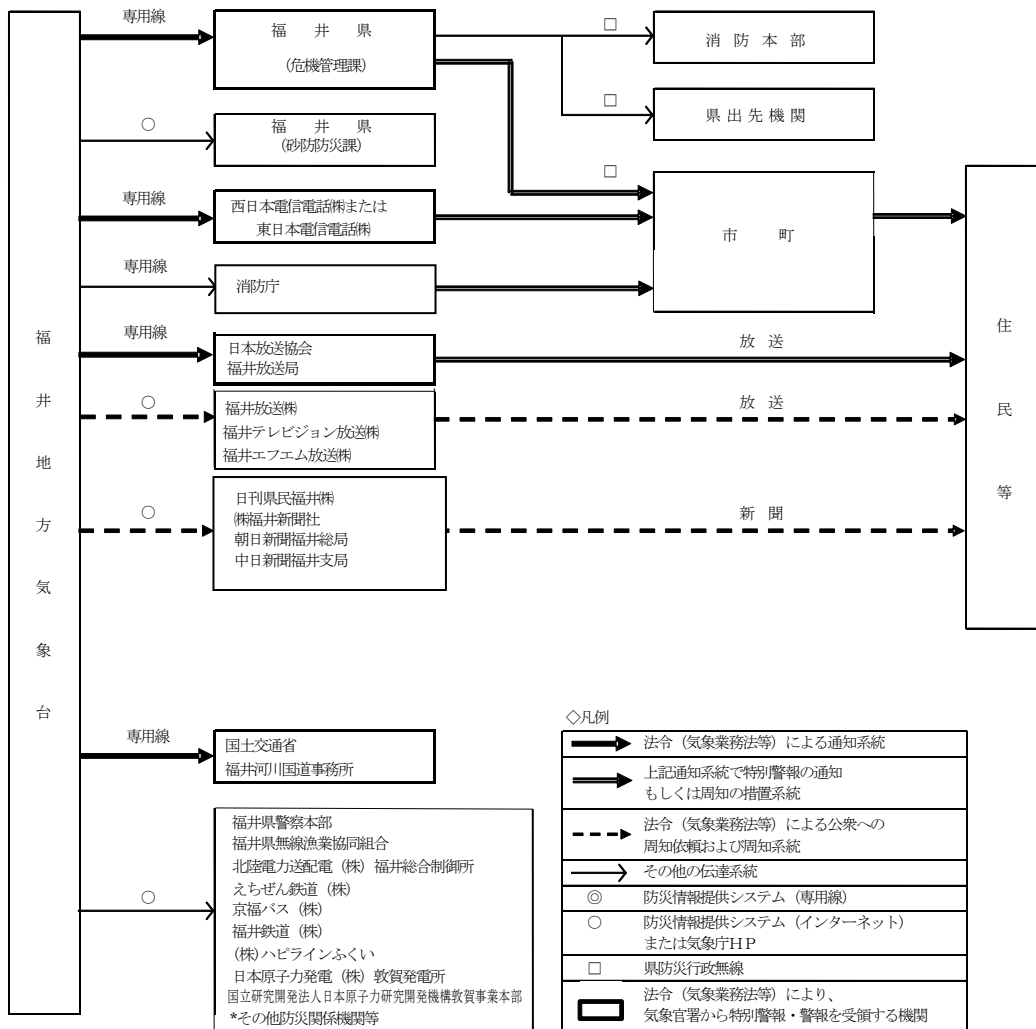 専用線
福井県
(危機管理課)
□
消防本部
□
県出先機関
○
福井県
(砂防防災課)
□
専用線
西日本電信電話㈱または
東日本電信電話㈱
市町
専用線
消防庁
専用線
日本放送協会
福井放送局
放送
○
福井放送㈱
福井テレビジョン放送㈱
福井エフエム放送㈱
放送
○
日刊県民福井㈱
㈱福井新聞社
朝日新聞福井総局
中日新聞福井支局
新聞
福井地方気象台
住民等
専用線
国土交通省
福井河川国道事務所
○
福井県警察本部
福井県無線漁業協同組合
北陸電力送配電（株）福井総合制御所
えちぜん鉄道（株）
京福バス（株）
福井鉄道（株）
（株）ハピラインふくい
日本原子力発電（株）敦賀発電所
国立研究開発法人日本原子力研究開発機構敦賀事業本部
*その他防災関係機関等
◇凡例
法令（気象業務法等）による通知系統
上記通知系統で特別警報の通知
もしくは周知の措置系統
法令（気象業務法等）による公衆への
周知依頼および周知系統
その他の伝達系統
◎ 防災情報提供システム（専用線）
○ 防災情報提供システム（インターネット）
または気象庁ＨＰ
□ 県防災行政無線
法令（気象業務法等）により、
気象官署から特別警報・警報を受領する機関